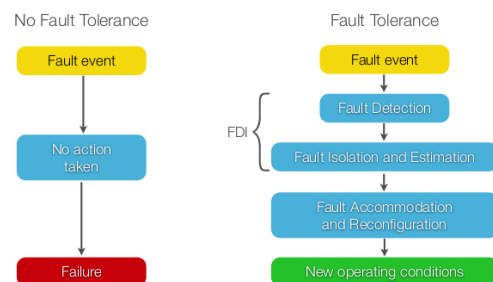 No Fault Tolerance
Fault event
No action
taken
Failure
Fault Tolerance
Fault event
FDI
Fault Detection
Fault Isolation and Estimation
Fault Accommodation
and Reconfiguration
New operating conditions